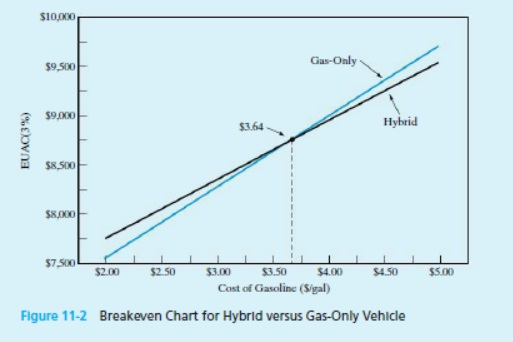 $10,000
$9,500
$9,000
$8,500
$8,000
$7,500
EUAC(3%)
Gas-Only
Hybrid
$3.64
$2.00 $2.50 $3.00 $3.50 $4.00 $4.50 $5.00
Cost of Gasoline ($/gal)
Figure 11-2 Breakeven Chart for Hybrid versus Gas-Only Vehicle